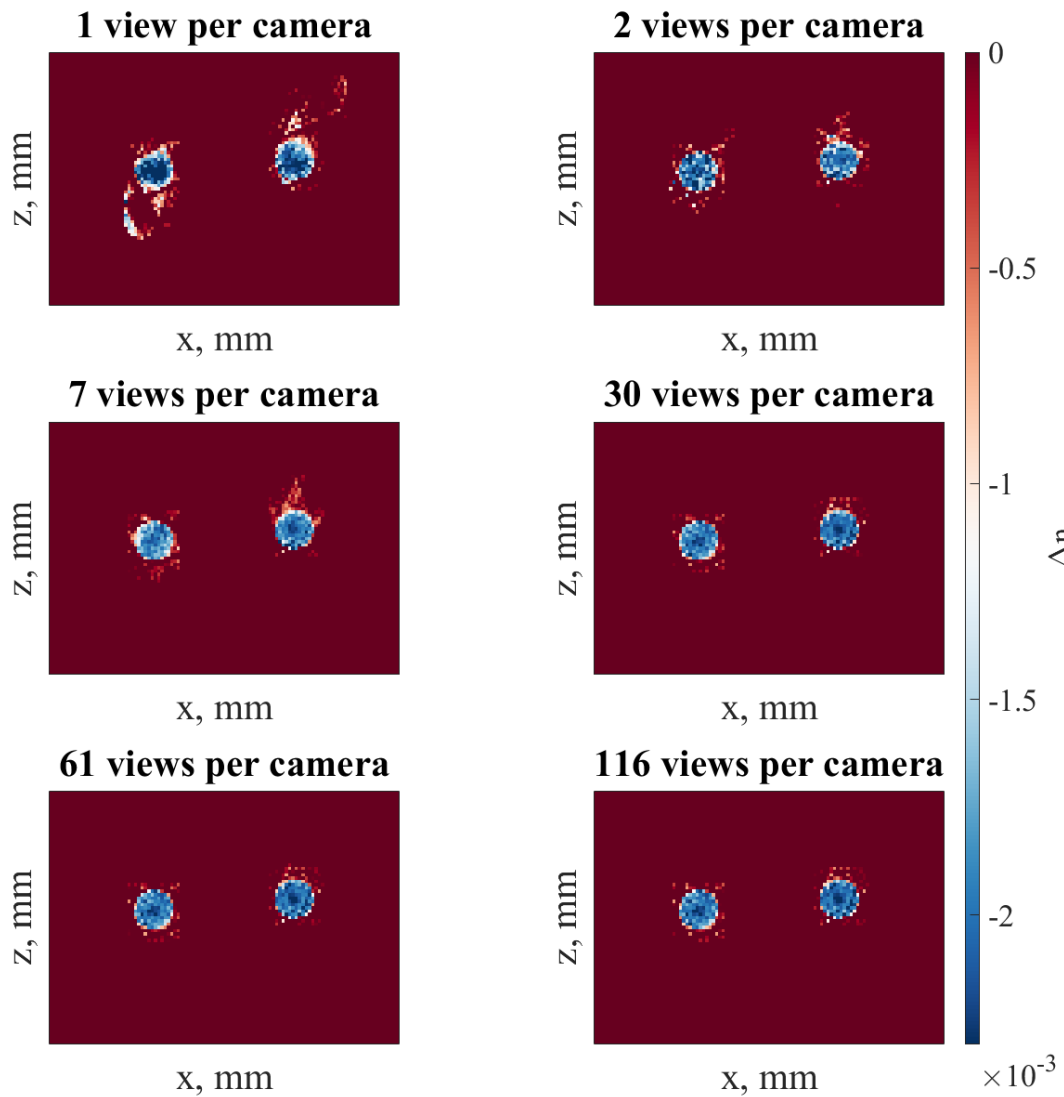 1 view per camera
z, mm
x, mm
2 views per camera
z, mm
x, mm
7 views per camera
z, mm
x, mm
30 views per camera
z, mm
x, mm
61 views per camera
z, mm
x, mm
116 views per camera
z, mm
x, mm
0
-0.5
-1
-1.5
-2
×10^-3